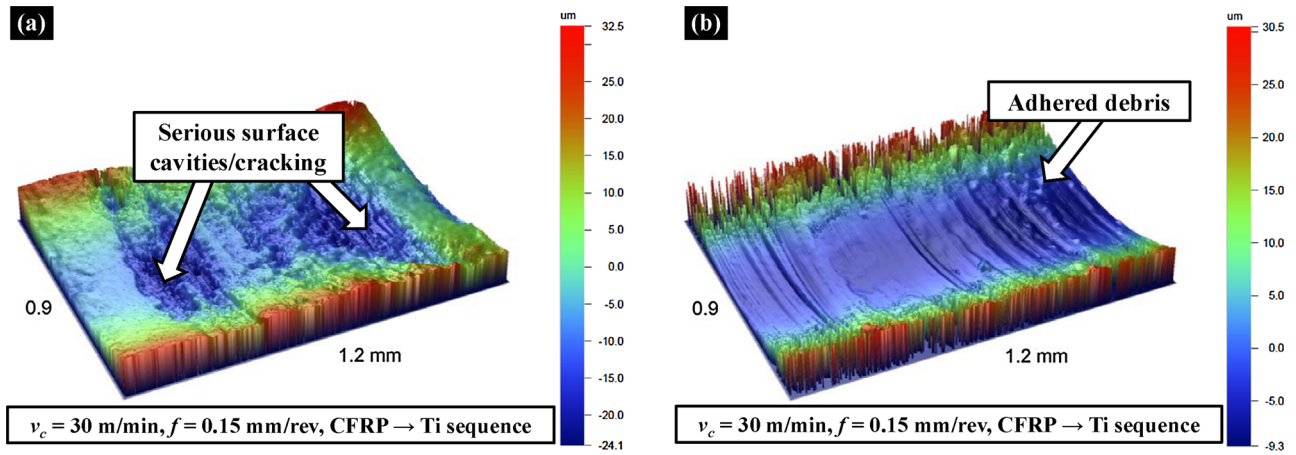 (a)
um
32.5
25.0
20.0
15.0
10.0
5.0
0.0
-5.0
-10.0
-15.0
-20.0
-24.1
Serious surface
cavities/cracking
0.9
1.2 mm
v_c = 30 m/min, f = 0.15 mm/rev, CFRP → Ti sequence
(b)
um
30.5
25.0
20.0
15.0
10.0
5.0
0.0
-5.0
-9.3
Adhered debris
0.9
1.2 mm
v_c = 30 m/min, f = 0.15 mm/rev, CFRP → Ti sequence